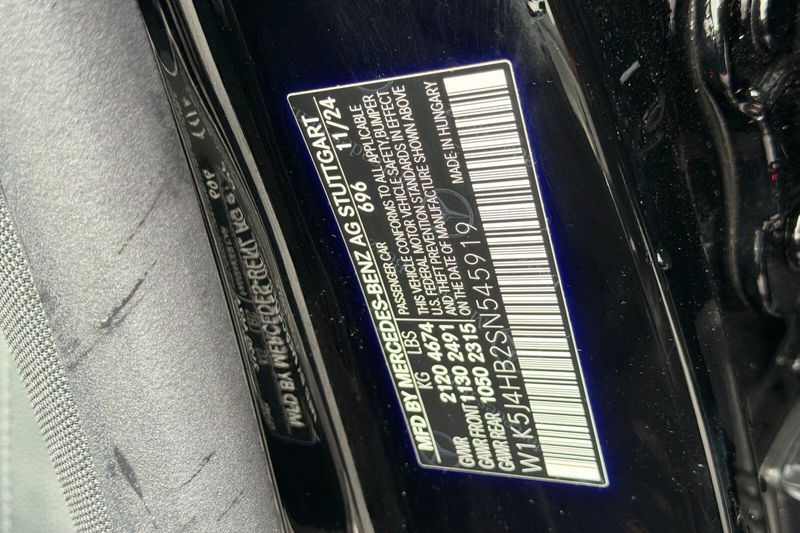 MFD BY MERCEDES-BENZ AG STUTTGART
KG LBS PASSENGER CAR 696 11/24
GVWR 2120 4674
GAWR FRONT 1130 2491
GAWR REAR 1050 2315
THIS VEHICLE CONFORMS TO ALL APPLICABLE
U.S. FEDERAL MOTOR VEHICLE SAFETY, BUMPER
AND THEFT PREVENTION STANDARDS IN EFFECT
ON THE DATE OF MANUFACTURE SHOWN ABOVE
W1K5J4HB2SN545919 MADE IN HUNGARY